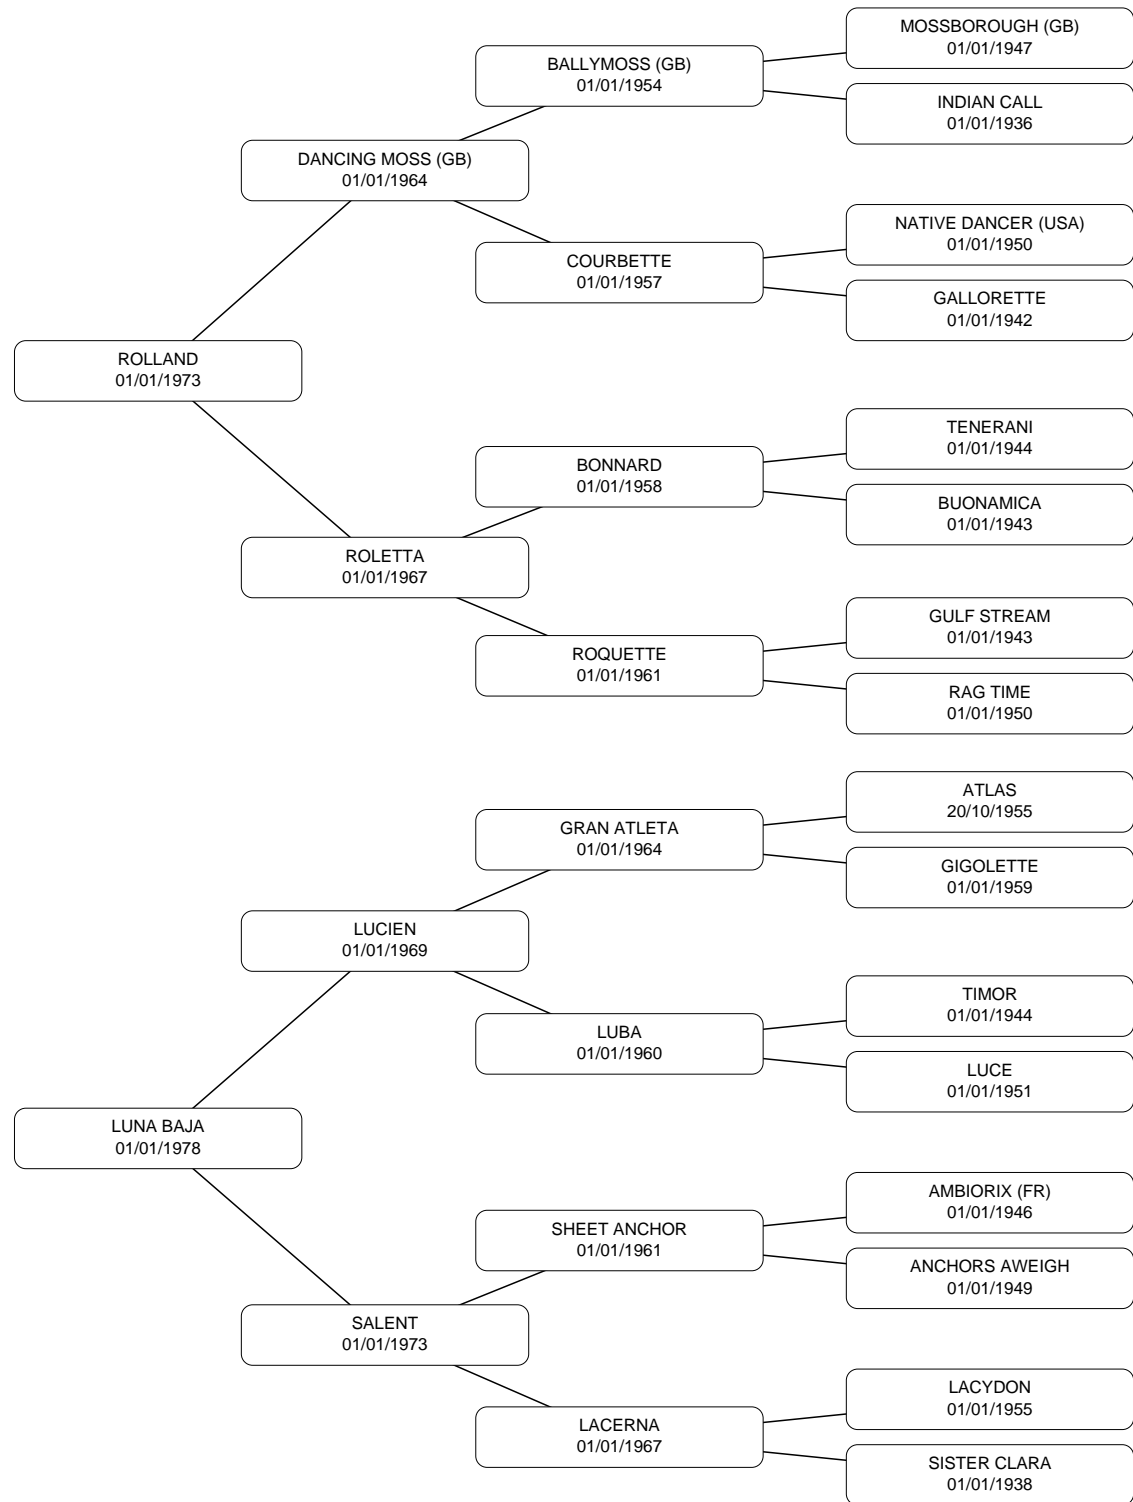 MOSSBOROUGH (GB)
01/01/1947
BALLYMOSS (GB)
01/01/1954
INDIAN CALL
01/01/1936
DANCING MOSS (GB)
01/01/1964
NATIVE DANCER (USA)
01/01/1950
COURBETTE
01/01/1957
GALLORETTE
01/01/1942
ROLLAND
01/01/1973
TENERANI
01/01/1944
BONNARD
01/01/1958
BUONAMICA
01/01/1943
ROLETTA
01/01/1967
GULF STREAM
01/01/1943
ROQUETTE
01/01/1961
RAG TIME
01/01/1950
ATLAS
20/10/1955
GRAN ATLETA
01/01/1964
GIGOLETTE
01/01/1959
LUCIEN
01/01/1969
TIMOR
01/01/1944
LUBA
01/01/1960
LUCE
01/01/1951
LUNA BAJA
01/01/1978
AMBIORIX (FR)
01/01/1946
SHEET ANCHOR
01/01/1961
ANCHORS AWEIGH
01/01/1949
SALENT
01/01/1973
LACYDON
01/01/1955
LACERNA
01/01/1967
SISTER CLARA
01/01/1938